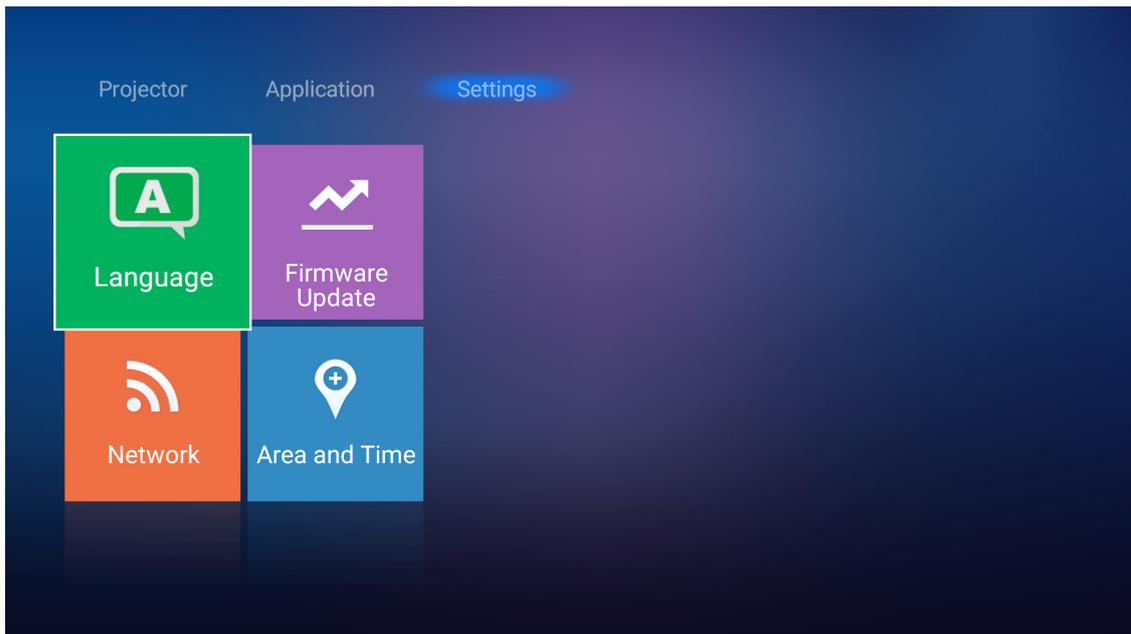 Projector
Application
Settings
A
Language
Firmware
Update
Network
Area and Time